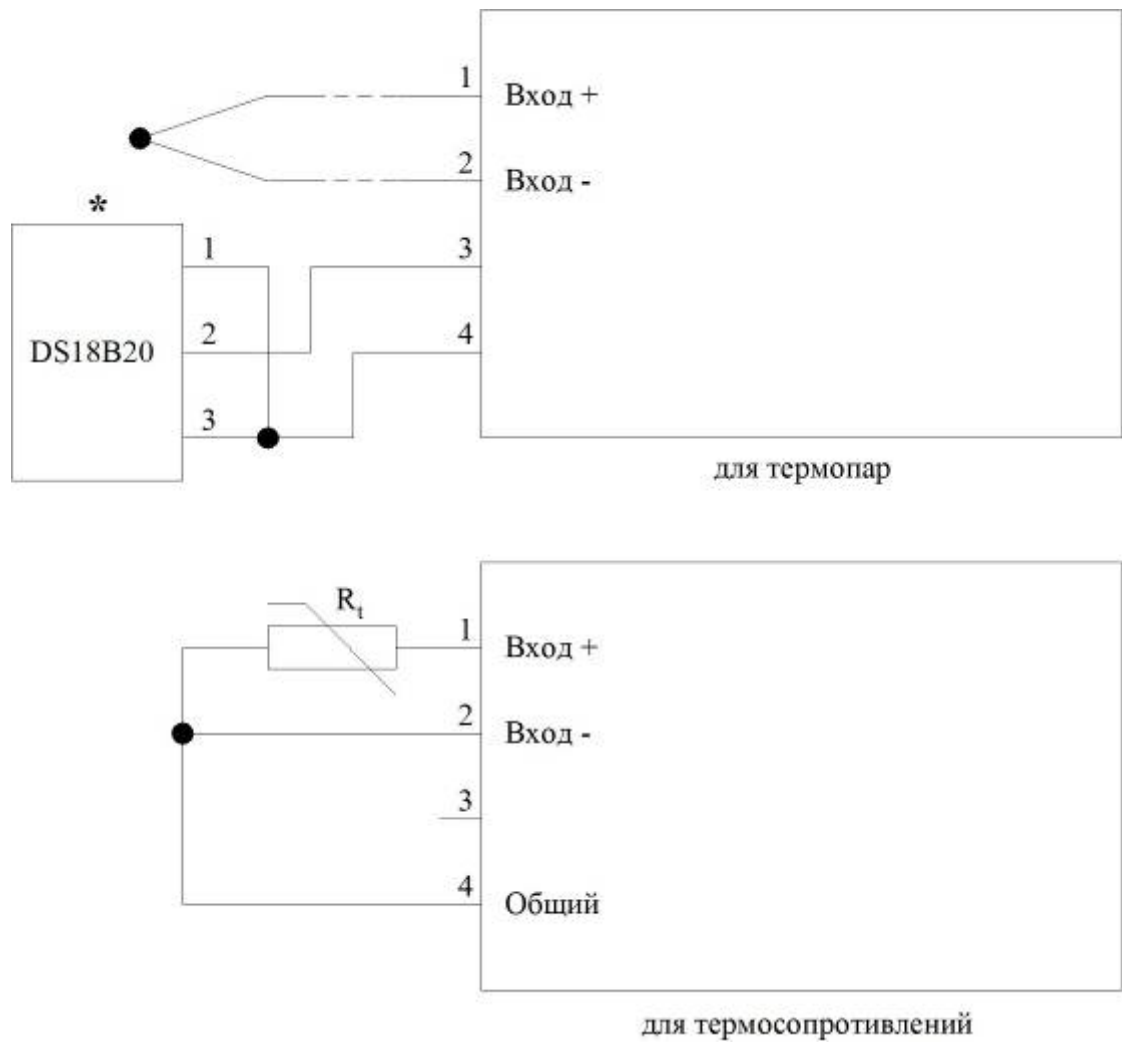 1 Вход +
2 Вход -
*
1
3
DS18B20
2
4
3
для термопар
Rt
1 Вход +
2 Вход -
3
4 Общий
для термосопротивлений